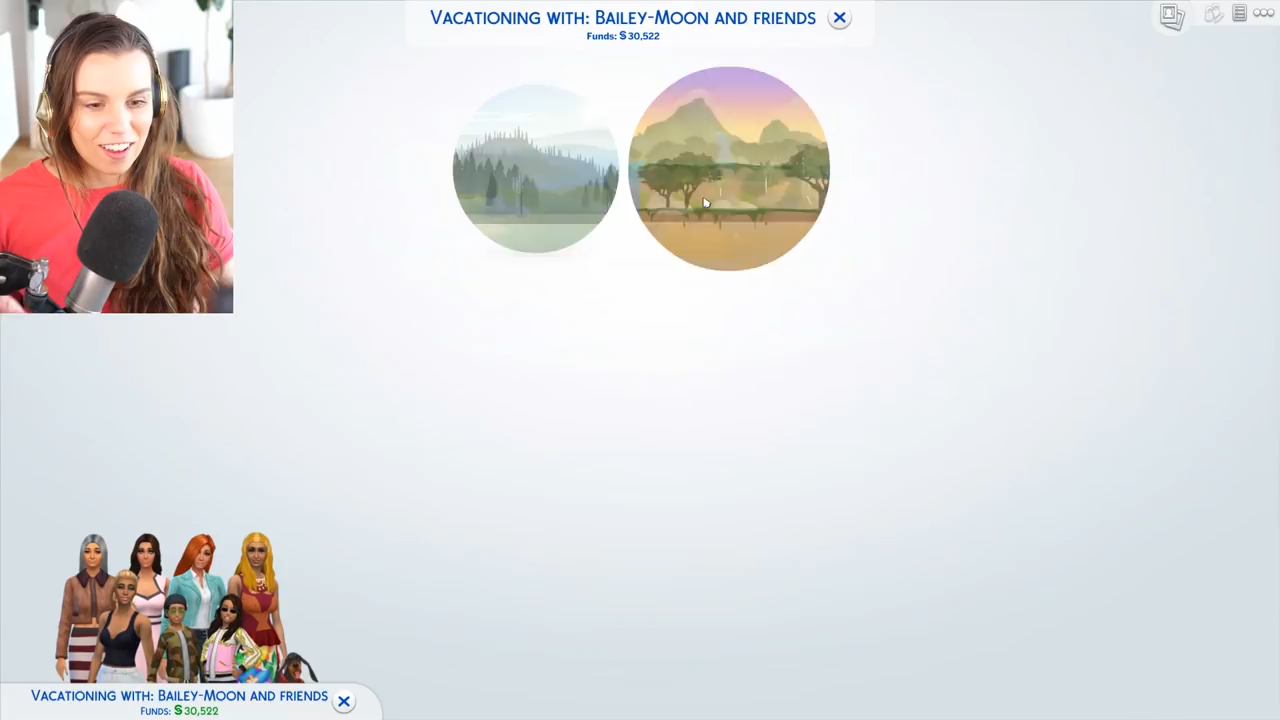 VACATIONING WITH: BAILEY-MOON AND FRIENDS
Funds: §30,522
VACATIONING WITH: BAILEY-MOON AND FRIENDS
FUNDS: §30,522